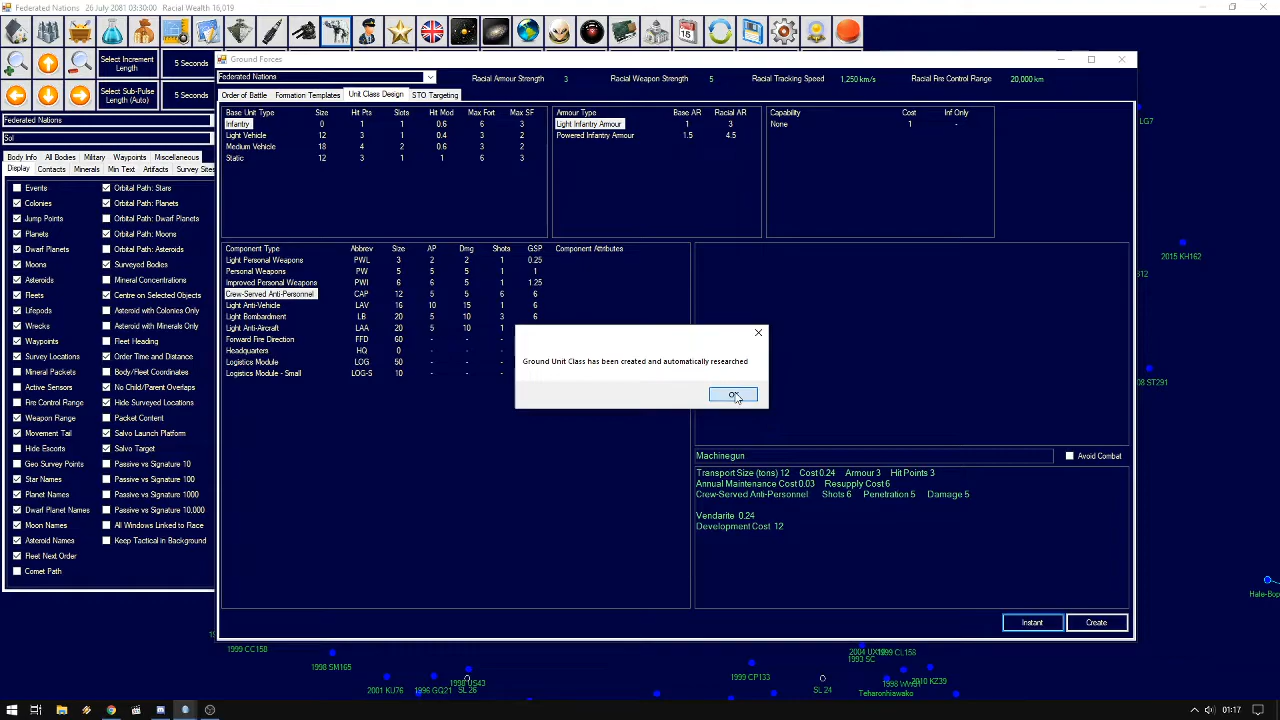 Federated Nations   26 July 2081 03:30:00   Racial Wealth 16,019
Select Increment Length
5 Seconds
Select Sub-Pulse Length (Auto)
5 Seconds
Federated Nations
Sol
Body Info   All Bodies   Military   Waypoints   Miscellaneous
Display   Contacts   Minerals   Min Text   Artifacts   Survey Sites
Events   Orbital Path: Stars
Colonies   Orbital Path: Planets
Jump Points   Orbital Path: Dwarf Planets
Planets   Orbital Path: Moons
Dwarf Planets   Orbital Path: Asteroids
Moons   Surveyed Bodies
Asteroids   Mineral Concentrations
Fleets   Centre on Selected Objects
Lifepods   Asteroid with Colonies Only
Wrecks   Asteroid with Minerals Only
Waypoints   Fleet Heading
Survey Locations   Order Time and Distance
Mineral Packets   Body/Fleet Coordinates
Active Sensors   No Child/Parent Overlaps
Fire Control Range   Hide Surveyed Locations
Weapon Range   Packet Content
Movement Tail   Salvo Launch Platform
Hide Escorts   Salvo Target
Geo Survey Points   Passive vs Signature 10
Star Names   Passive vs Signature 100
Planet Names   Passive vs Signature 1000
Dwarf Planet Names   Passive vs Signature 10,000
Moon Names   All Windows Linked to Race
Asteroid Names   Keep Tactical in Background
Fleet Next Order
Comet Path
Ground Forces
Federated Nations   Racial Armour Strength 3   Racial Weapon Strength 5   Racial Tracking Speed 1,250 km/s   Racial Fire Control Range 20,000 km
Order of Battle   Formation Templates   Unit Class Design   STO Targeting
Base Unit Type   Size   Hit Pts   Slots   Hit Mod   Max Fort   Max SF
Infantry   0   1   1   0.6   6   3
Light Vehicle   12   3   1   0.4   3   2
Medium Vehicle   18   4   2   0.6   3   2
Static   12   3   1   1   6   3
Armour Type   Base AR   Racial AR
Light Infantry Armour   1   3
Powered Infantry Armour   1.5   4.5
Capability   Cost   Inf Only
None   1   -
Component Type   Abbrev   Size   AP   Dmg   Shots   GSP   Component Attributes
Light Personal Weapons   PWL   3   2   2   1   0.25
Personal Weapons   PW   5   5   5   1   1
Improved Personal Weapons   PWI   6   6   5   1   1.25
Crew-Served Anti-Personnel   CAP   12   5   5   6   6
Light Anti-Vehicle   LAV   16   10   15   1   6
Light Bombardment   LB   20   5   10   3   6
Light Anti-Aircraft   LAA   20   5   10   1
Forward Fire Direction   FFD   60   -   -   -
Headquarters   HQ   0   -   -   -
Logistics Module   LOG   50   -   -   -
Logistics Module - Small   LOG-S   10   -   -   -
Ground Unit Class has been created and automatically researched
Machinegun   Avoid Combat
Transport Size (tons) 12   Cost 0.24   Armour 3   Hit Points 3
Annual Maintenance Cost 0.03   Resupply Cost 6
Crew-Served Anti-Personnel   Shots 6   Penetration 5   Damage 5
Vendarite 0.24
Development Cost 12
Instant   Create
LG7
2015 KH162
312
08 ST291
Hale-Bop
1999 CC158
1998 SM165
2001 KU76   1996 GQ21   1998 US43
SL 26
1999 CP133
SL 24
1993 SC
1999 CL158
2010 KZ39
Teharonhiawako
01:17